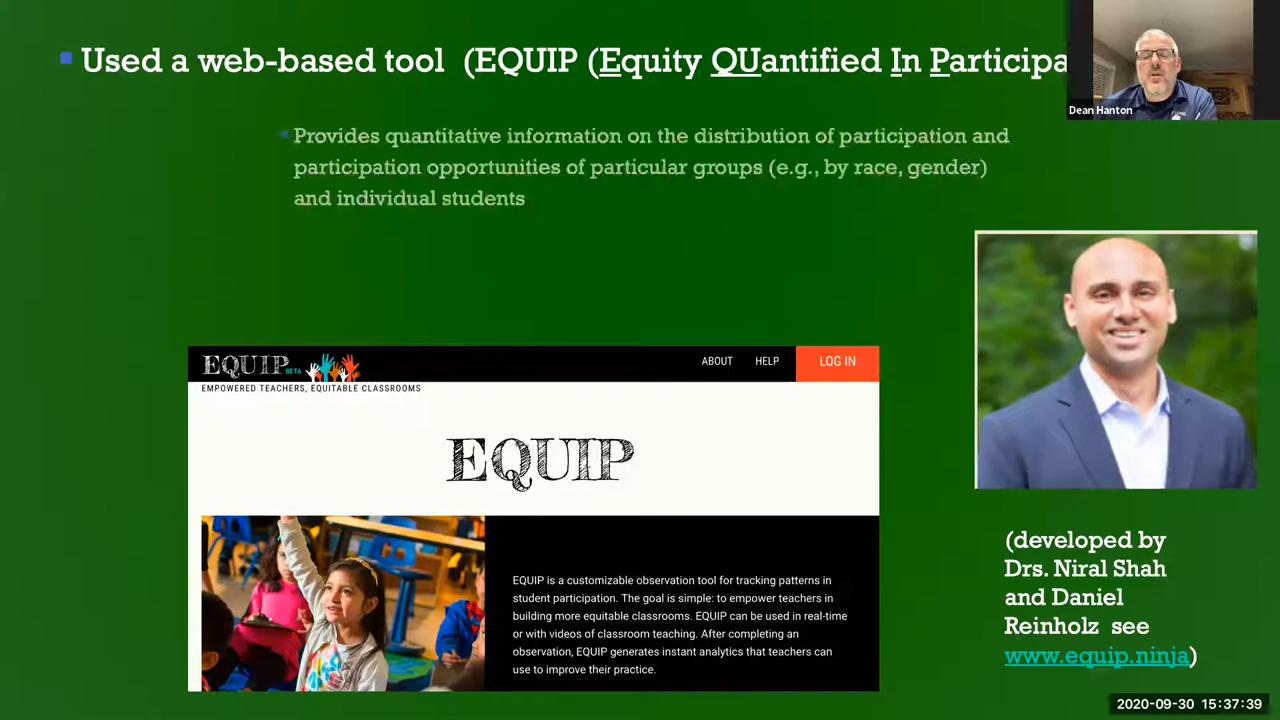 Used a web-based tool (EQUIP (Equity QUantified In Participa
Dean Hanton
Provides quantitative information on the distribution of participation and
participation opportunities of particular groups (e.g., by race, gender)
and individual students
EQUIP BETA
ABOUT HELP LOG IN
EMPOWERED TEACHERS, EQUITABLE CLASSROOMS
EQUIP
EQUIP is a customizable observation tool for tracking patterns in
student participation. The goal is simple: to empower teachers in
building more equitable classrooms. EQUIP can be used in real-time
or with videos of classroom teaching. After completing an
observation, EQUIP generates instant analytics that teachers can
use to improve their practice.
(developed by
Drs. Niral Shah
and Daniel
Reinholz see
www.equip.ninja)
2020-09-30 15:37:39